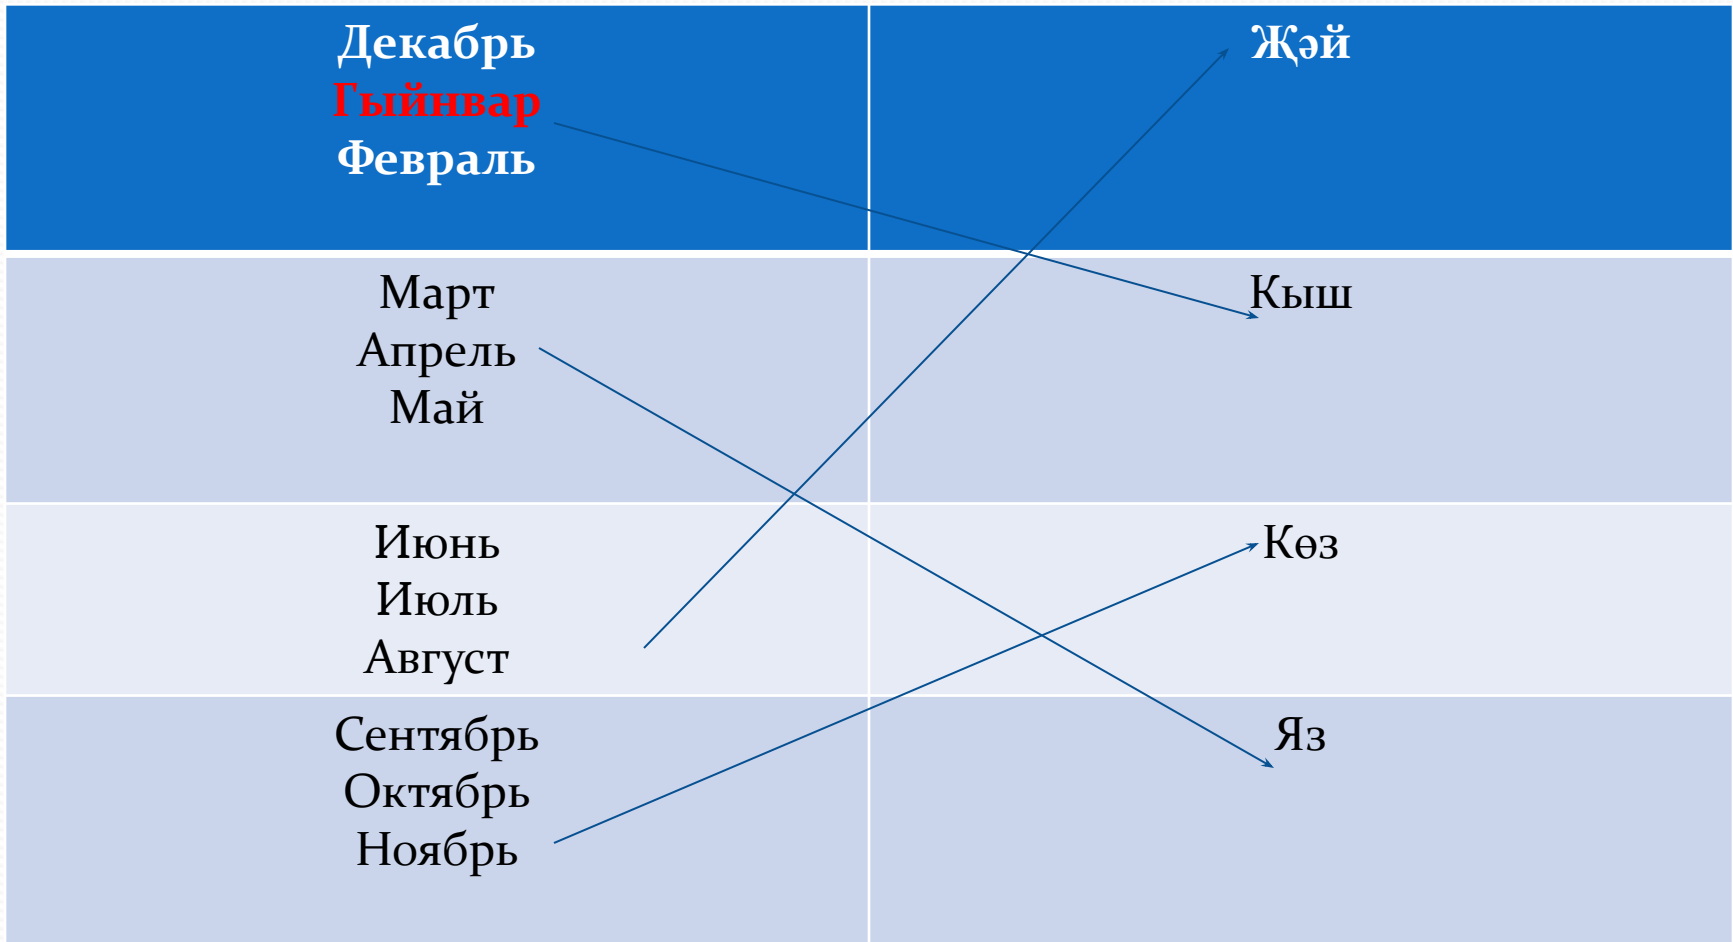 Декабрь
Гыйнвар
Февраль
Җәй
Март
Апрель
Май
Кыш
Июнь
Июль
Август
Көз
Сентябрь
Октябрь
Ноябрь
Яз